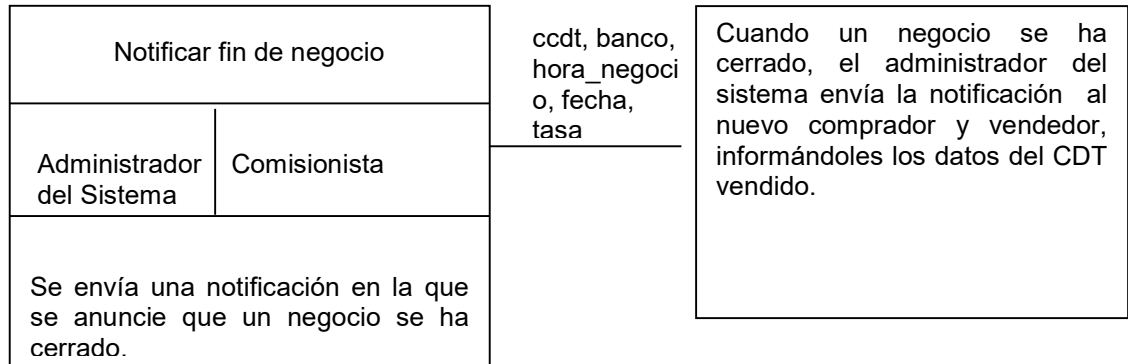 Notificar fin de negocio
Administrador
del Sistema
Comisionista
Se envía una notificación en la que
se anuncie que un negocio se ha
cerrado.
ccdt, banco,
hora_negoci
o, fecha,
tasa
Cuando un negocio se ha
cerrado, el administrador del
sistema envía la notificación al
nuevo comprador y vendedor,
informándoles los datos del CDT
vendido.